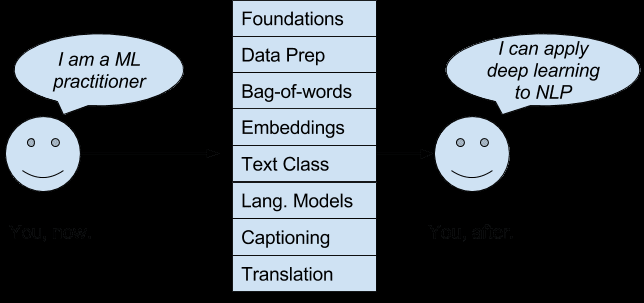 I am a ML
practitioner
You, now.
Foundations
Data Prep
Bag-of-words
Embeddings
Text Class
Lang. Models
Captioning
Translation
I can apply
deep learning
to NLP
You, after.